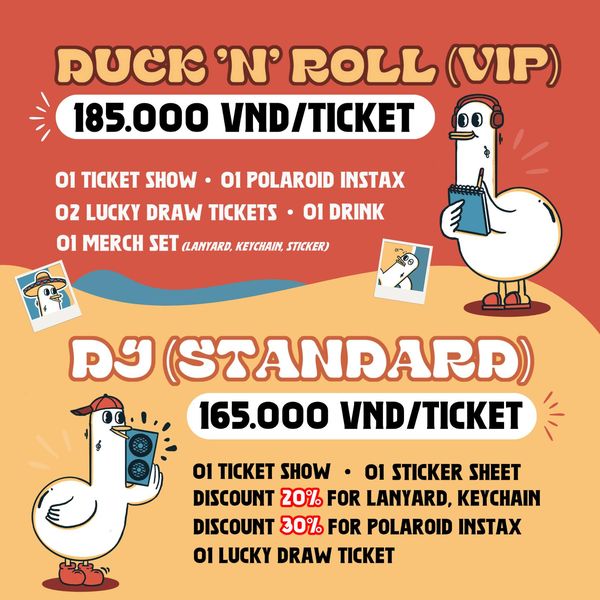 DUCK 'N' ROLL (VIP)
185.000 VND/TICKET
01 TICKET SHOW • 01 POLAROID INSTAX
02 LUCKY DRAW TICKETS • 01 DRINK
01 MERCH SET (LANYARD, KEYCHAIN, STICKER)
DJ (STANDARD)
165.000 VND/TICKET
01 TICKET SHOW • 01 STICKER SHEET
DISCOUNT 20% FOR LANYARD, KEYCHAIN
DISCOUNT 30% FOR POLAROID INSTAX
01 LUCKY DRAW TICKET